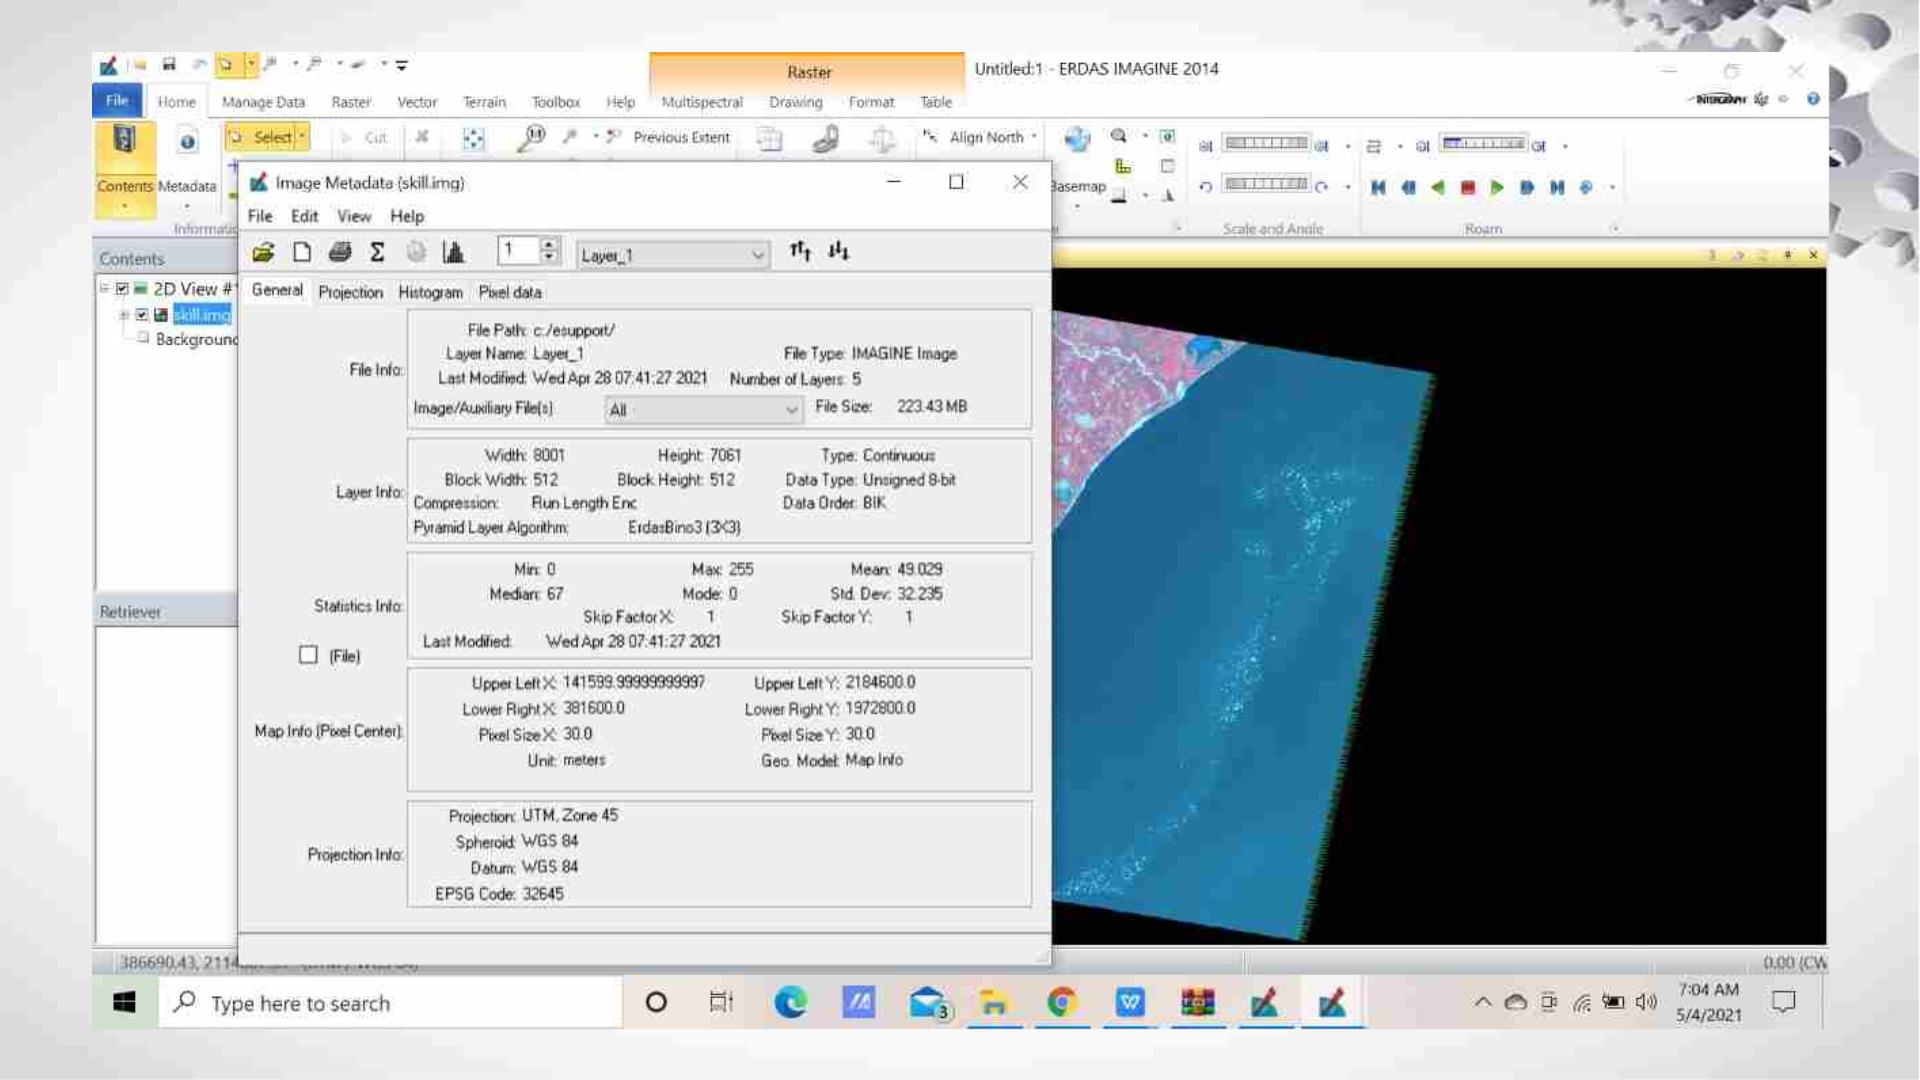 Raster
Untitled:1 - ERDAS IMAGINE 2014
File Home Manage Data Raster Vector Terrain Toolbox Help Multispectral Drawing Format Table
INTERGRAPH
Select Cut Previous Extent Align North
Contents Metadata Basemap
Scale and Angle Roam
Image Metadata (skill.img)
File Edit View Help
1 Layer_1
General Projection Histogram Pixel data
Contents
2D View #
skill.img
Background
Retriever
File Info:
File Path: c:/esupport/
Layer Name: Layer_1 File Type: IMAGINE Image
Last Modified: Wed Apr 28 07:41:27 2021 Number of Layers: 5
Image/Auxiliary File(s) All File Size: 223.43 MB
Layer Info:
Width: 8001 Height: 7061 Type: Continuous
Block Width: 512 Block Height: 512 Data Type: Unsigned 8-bit
Compression: Run Length Enc Data Order: BIK
Pyramid Layer Algorithm: ErdasBino3 (3X3)
Statistics Info:
Min: 0 Max: 255 Mean: 49.029
Median: 67 Mode: 0 Std. Dev: 32.235
Skip Factor X: 1 Skip Factor Y: 1
Last Modified: Wed Apr 28 07:41:27 2021
(File)
Map Info (Pixel Center):
Upper Left X: 141599.99999999997 Upper Left Y: 2184600.0
Lower Right X: 381600.0 Lower Right Y: 1972800.0
Pixel Size X: 30.0 Pixel Size Y: 30.0
Unit: meters Geo. Model: Map Info
Projection Info:
Projection: UTM, Zone 45
Spheroid: WGS 84
Datum: WGS 84
EPSG Code: 32645
386690.43, 0.00 (CW
Type here to search
3
7:04 AM
5/4/2021